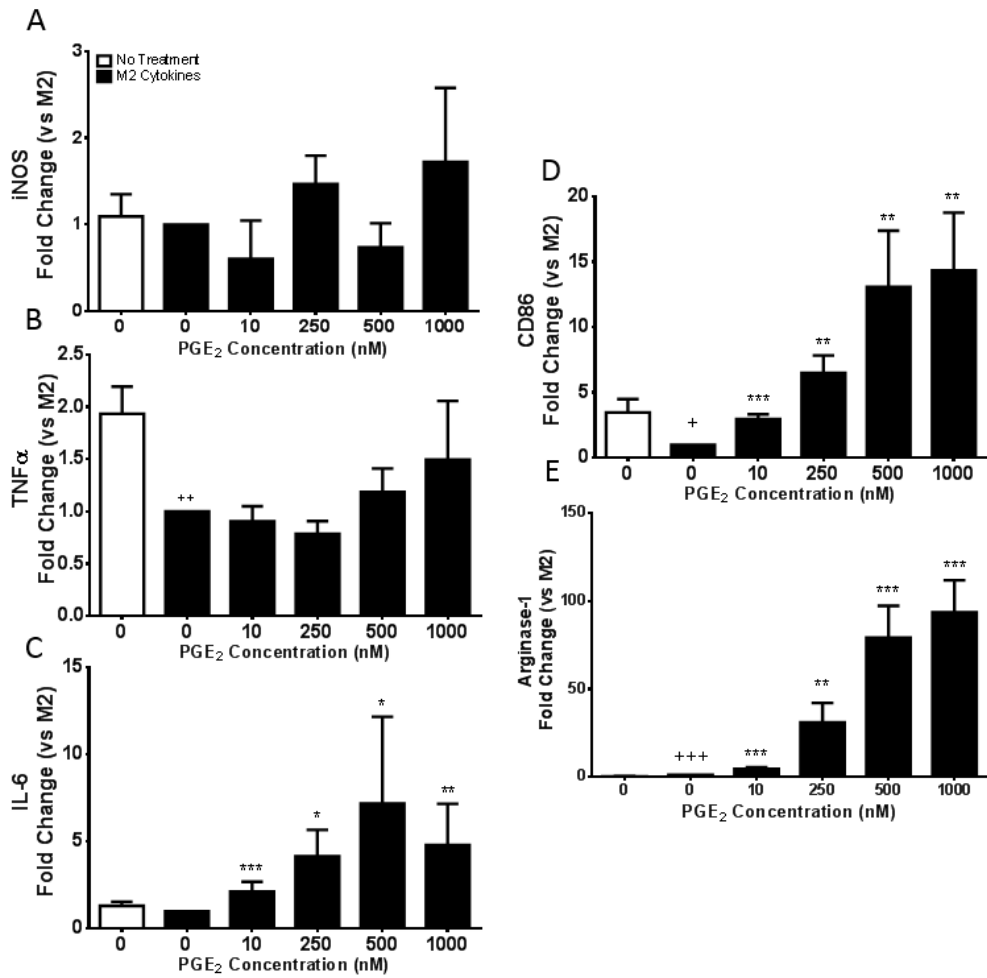 A
3
2
1
0
iNOS
Fold Change (vs M2)
No Treatment
M2 Cytokines
0 0 10 250 500 1000
PGE₂ Concentration (nM)
B
2.5
2.0
1.5
1.0
0.5
0.0
TNFα
Fold Change (vs M2)
++
0 0 10 250 500 1000
PGE₂ Concentration (nM)
C
15
10
5
0
IL-6
Fold Change (vs M2)
*** * * **
0 0 10 250 500 1000
PGE₂ Concentration (nM)
D
20
15
10
5
0
CD86
Fold Change (vs M2)
+ *** ** ** **
0 0 10 250 500 1000
PGE₂ Concentration (nM)
E
150
100
50
0
Arginase-1
Fold Change (vs M2)
+++ *** ** *** ***
0 0 10 250 500 1000
PGE₂ Concentration (nM)